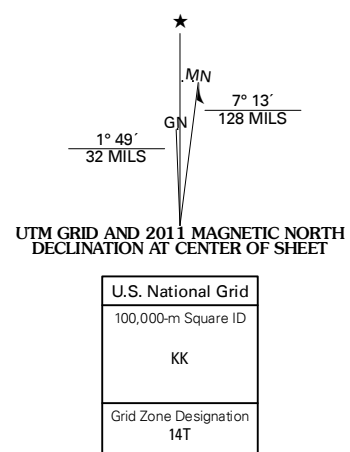 ★
MN
GN
7° 13´
128 MILS
1° 49´
32 MILS
UTM GRID AND 2011 MAGNETIC NORTH
DECLINATION AT CENTER OF SHEET
U.S. National Grid
100,000-m Square ID
KK
Grid Zone Designation
14T